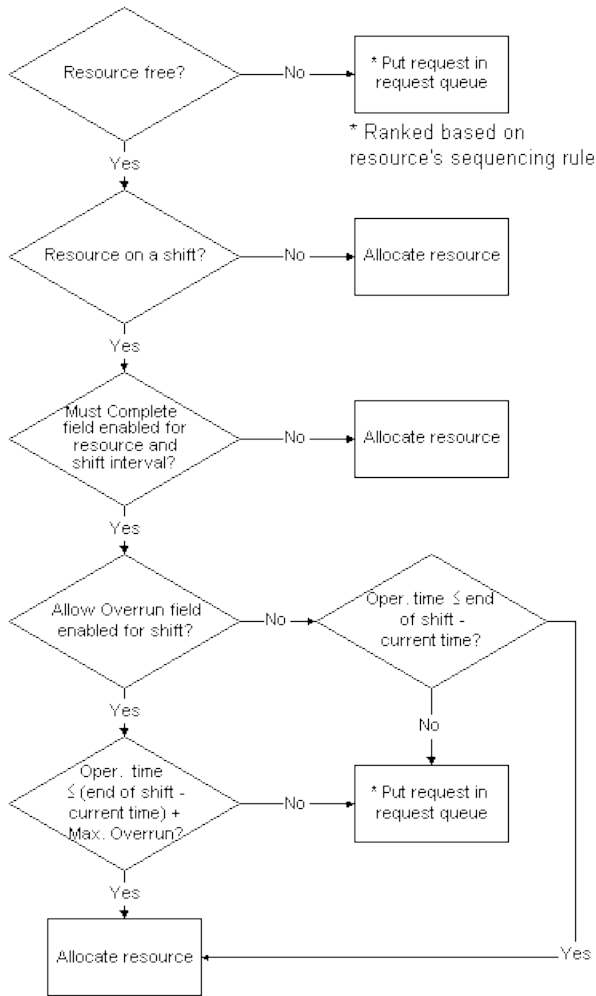 Resource free?
No
* Put request in
request queue
* Ranked based on
resource's sequencing rule
Yes
Resource on a shift?
No
Allocate resource
Yes
Must Complete
field enabled for
resource and
shift interval?
No
Allocate resource
Yes
Allow Overrun field
enabled for shift?
No
Oper. time ≤ end
of shift -
current time?
Yes
No
Oper. time
≤ (end of shift -
current time) +
Max. Overrun?
No
* Put request in
request queue
Yes
Allocate resource
Yes